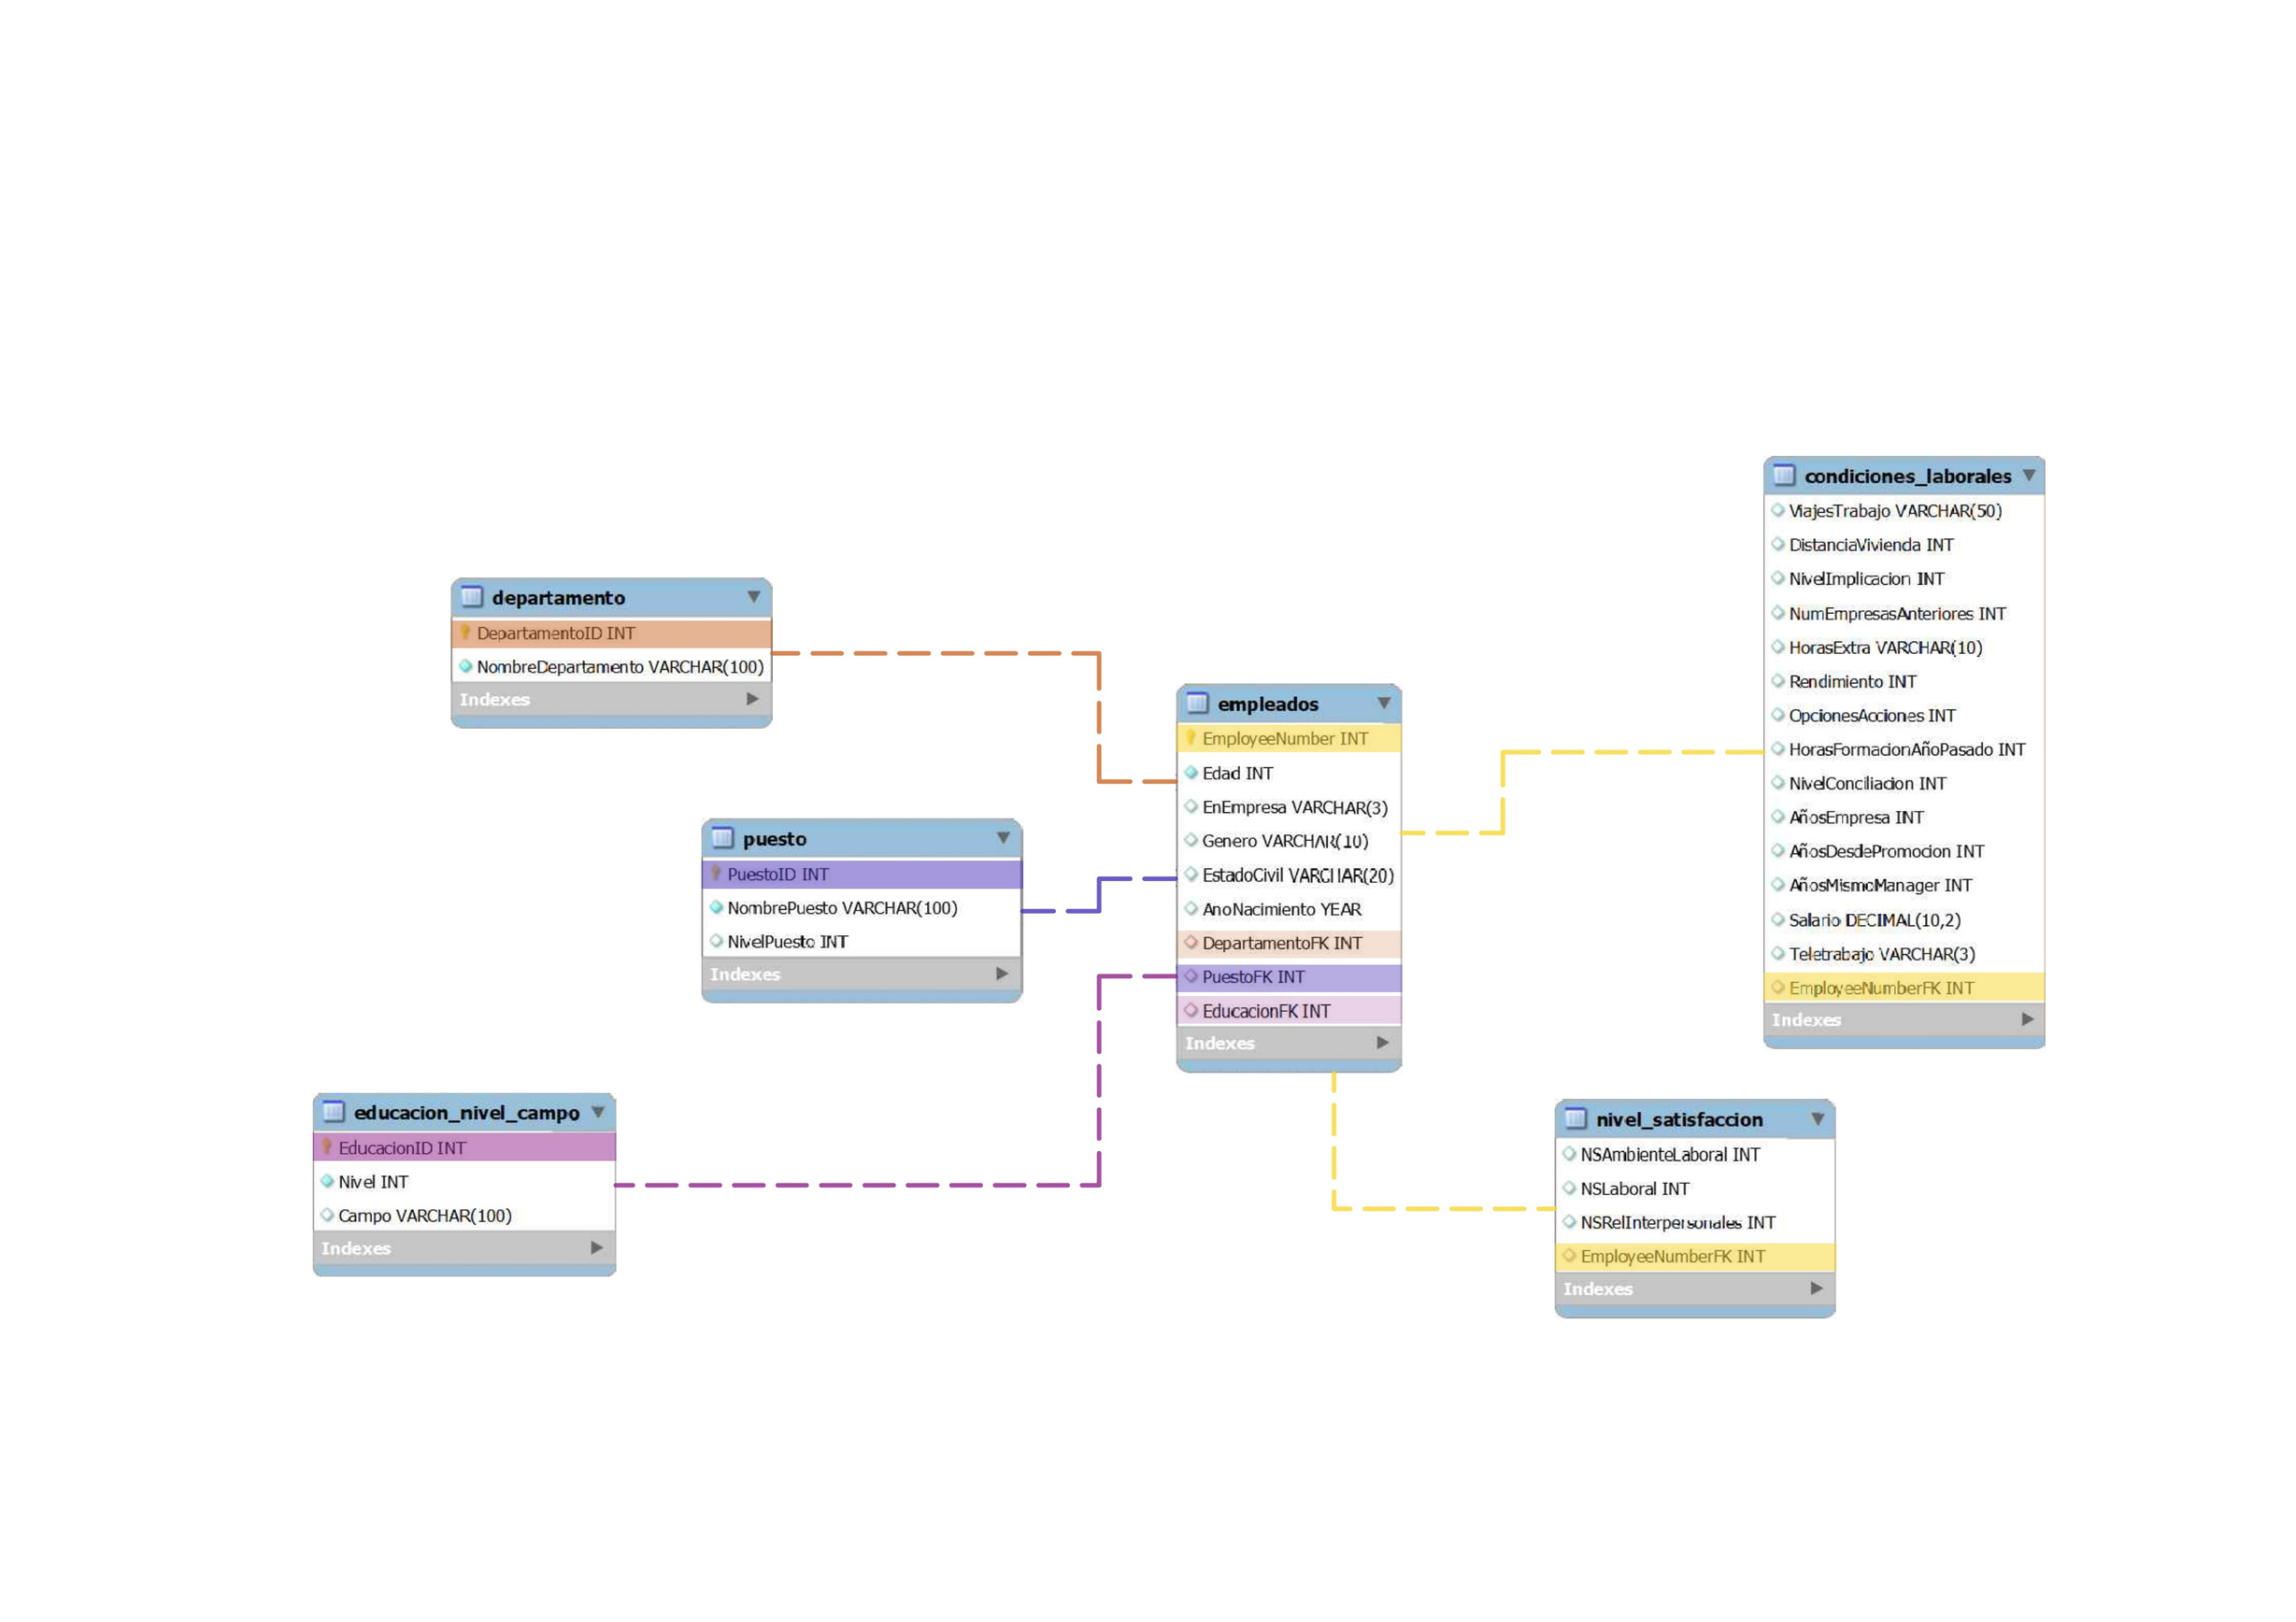 departamento
DepartamentoID INT
NombreDepartamento VARCHAR(100)
Indexes
puesto
PuestoID INT
NombrePuesto VARCHAR(100)
NivelPuesto INT
Indexes
educacion_nivel_campo
EducacionID INT
Nivel INT
Campo VARCHAR(100)
Indexes
empleados
EmployeeNumber INT
Edad INT
EnEmpresa VARCHAR(3)
Genero VARCHAR(10)
EstadoCivil VARCHAR(20)
AnoNacimiento YEAR
DepartamentoFK INT
PuestoFK INT
EducacionFK INT
Indexes
condiciones_laborales
ViajesTrabajo VARCHAR(50)
DistanciaVivienda INT
NivelImplicacion INT
NumEmpresasAnteriores INT
HorasExtra VARCHAR(10)
Rendimiento INT
OpcionesAcciones INT
HorasFormacionAñoPasado INT
NivelConciliacion INT
AñosEmpresa INT
AñosDesdePromocion INT
AñosMismoManager INT
Salario DECIMAL(10,2)
Teletrabajo VARCHAR(3)
EmployeeNumberFK INT
Indexes
nivel_satisfaccion
NSAmbienteLaboral INT
NSLaboral INT
NSRelInterpersonales INT
EmployeeNumberFK INT
Indexes